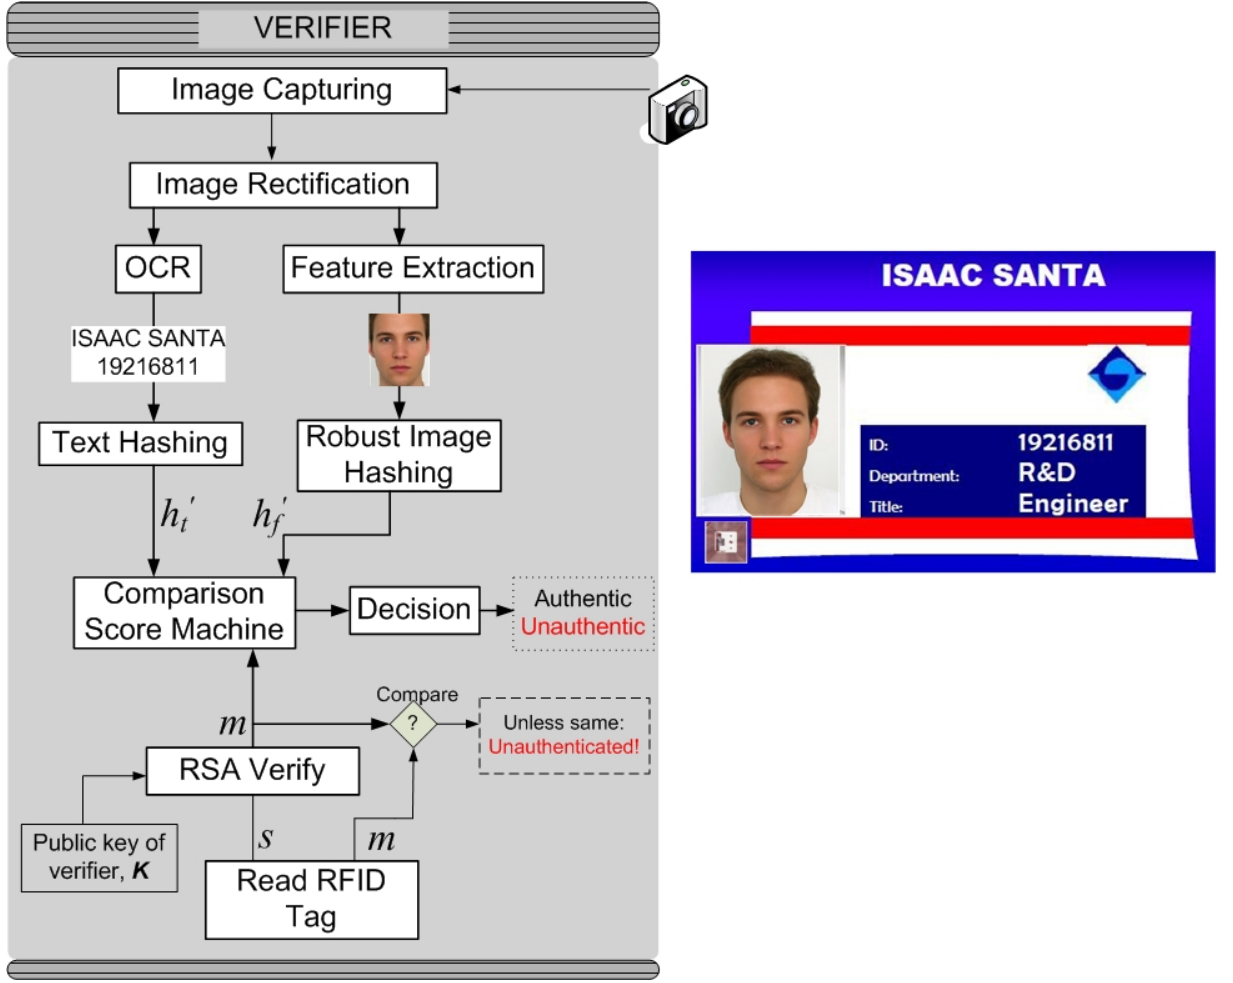 VERIFIER
Image Capturing
Image Rectification
OCR
Feature Extraction
ISAAC SANTA
19216811
Text Hashing
Robust Image
Hashing
hₜ′
h_f′
Comparison
Score Machine
Decision
Authentic
Unauthentic
Compare
?
m
Unless same:
Unauthenticated!
RSA Verify
Public key of
verifier, K
s
m
Read RFID
Tag
ISAAC SANTA
ID: 19216811
Department: R&D
Title: Engineer